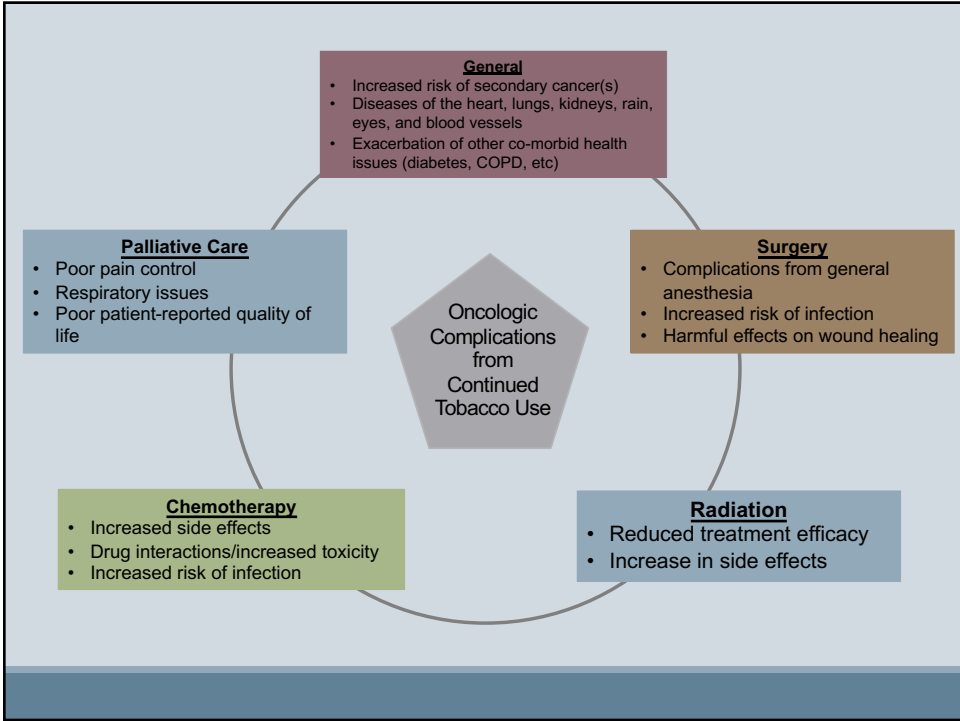 General
• Increased risk of secondary cancer(s)
• Diseases of the heart, lungs, kidneys, rain,
eyes, and blood vessels
• Exacerbation of other co-morbid health
issues (diabetes, COPD, etc)
Palliative Care
• Poor pain control
• Respiratory issues
• Poor patient-reported quality of
life
Surgery
• Complications from general
anesthesia
• Increased risk of infection
• Harmful effects on wound healing
Oncologic
Complications
from
Continued
Tobacco Use
Chemotherapy
• Increased side effects
• Drug interactions/increased toxicity
• Increased risk of infection
Radiation
• Reduced treatment efficacy
• Increase in side effects